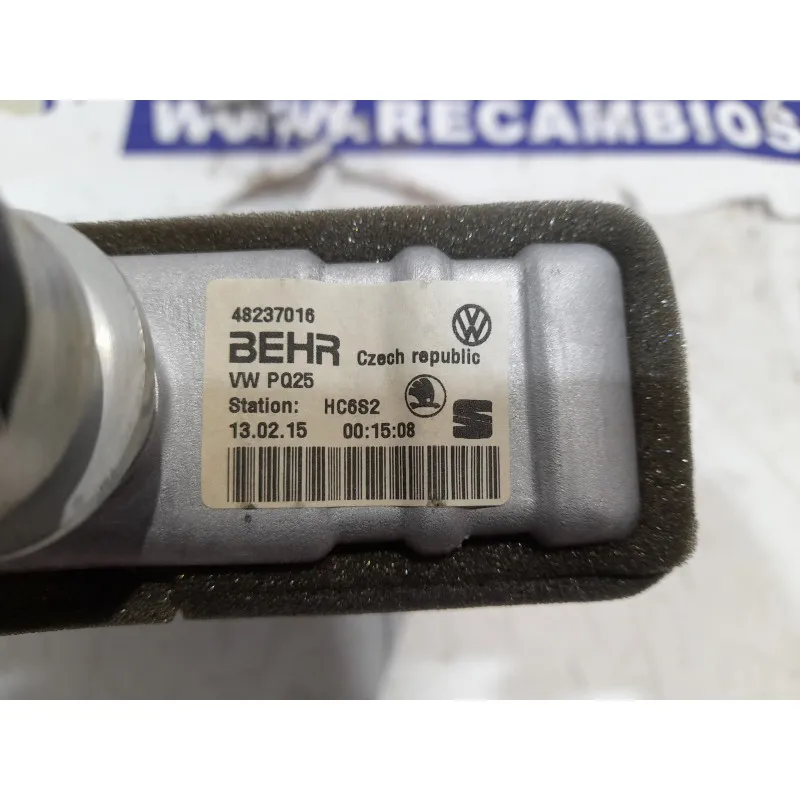 www.RECAMBIOS
48237016
BEHR Czech republic
VW PQ25
Station: HC6S2
13.02.15 00:15:08